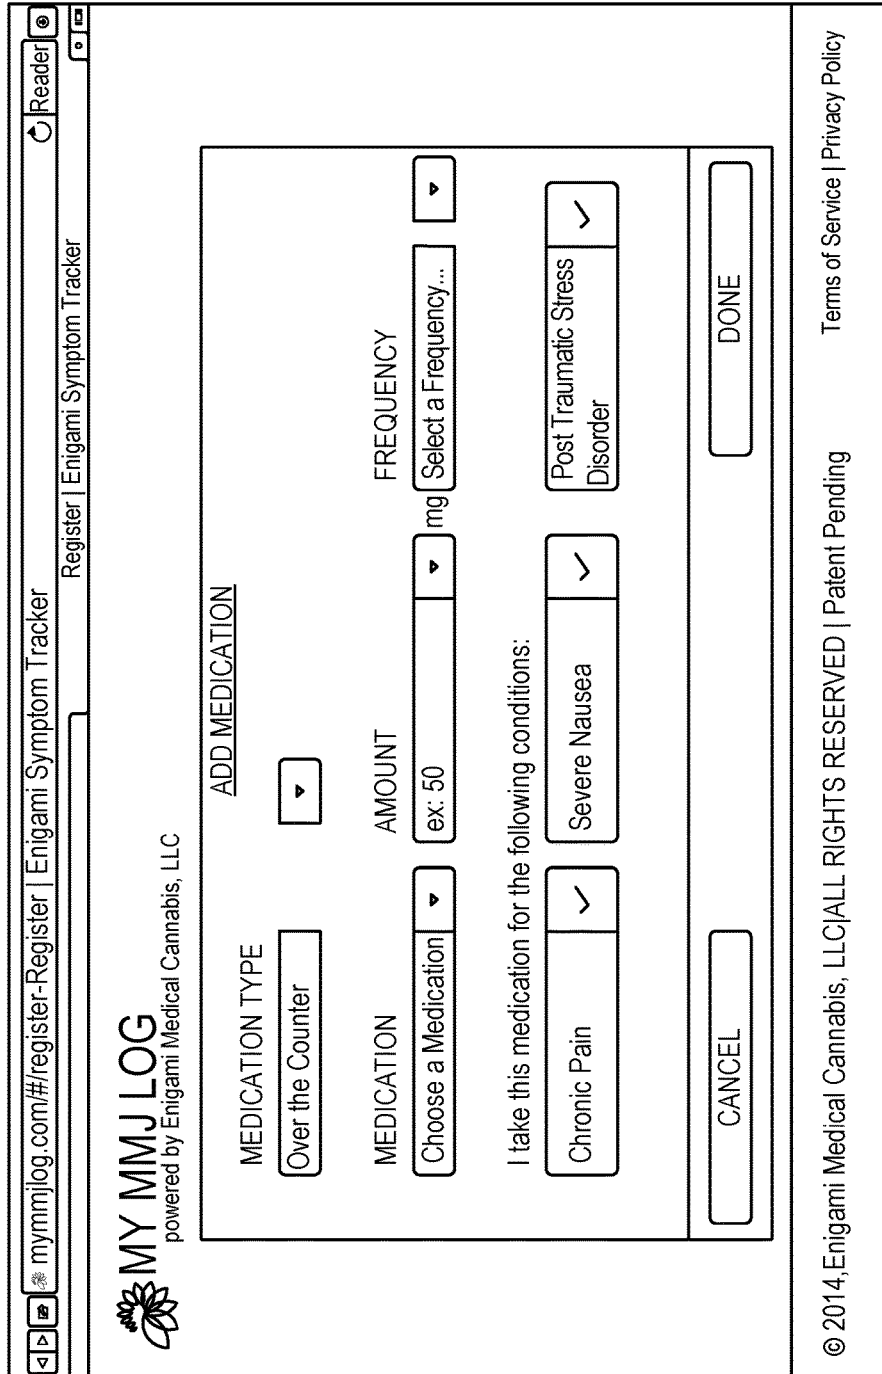 mymmjlog.com/#/register-Register | Enigami Symptom Tracker
Reader
Register | Enigami Symptom Tracker
MY MMJ LOG
powered by Enigami Medical Cannabis, LLC
ADD MEDICATION
MEDICATION TYPE
Over the Counter
MEDICATION AMOUNT FREQUENCY
Choose a Medication ex: 50 mg Select a Frequency...
I take this medication for the following conditions:
Chronic Pain
Severe Nausea
Post Traumatic Stress
Disorder
CANCEL DONE
© 2014,Enigami Medical Cannabis, LLC|ALL RIGHTS RESERVED | Patent Pending Terms of Service | Privacy Policy